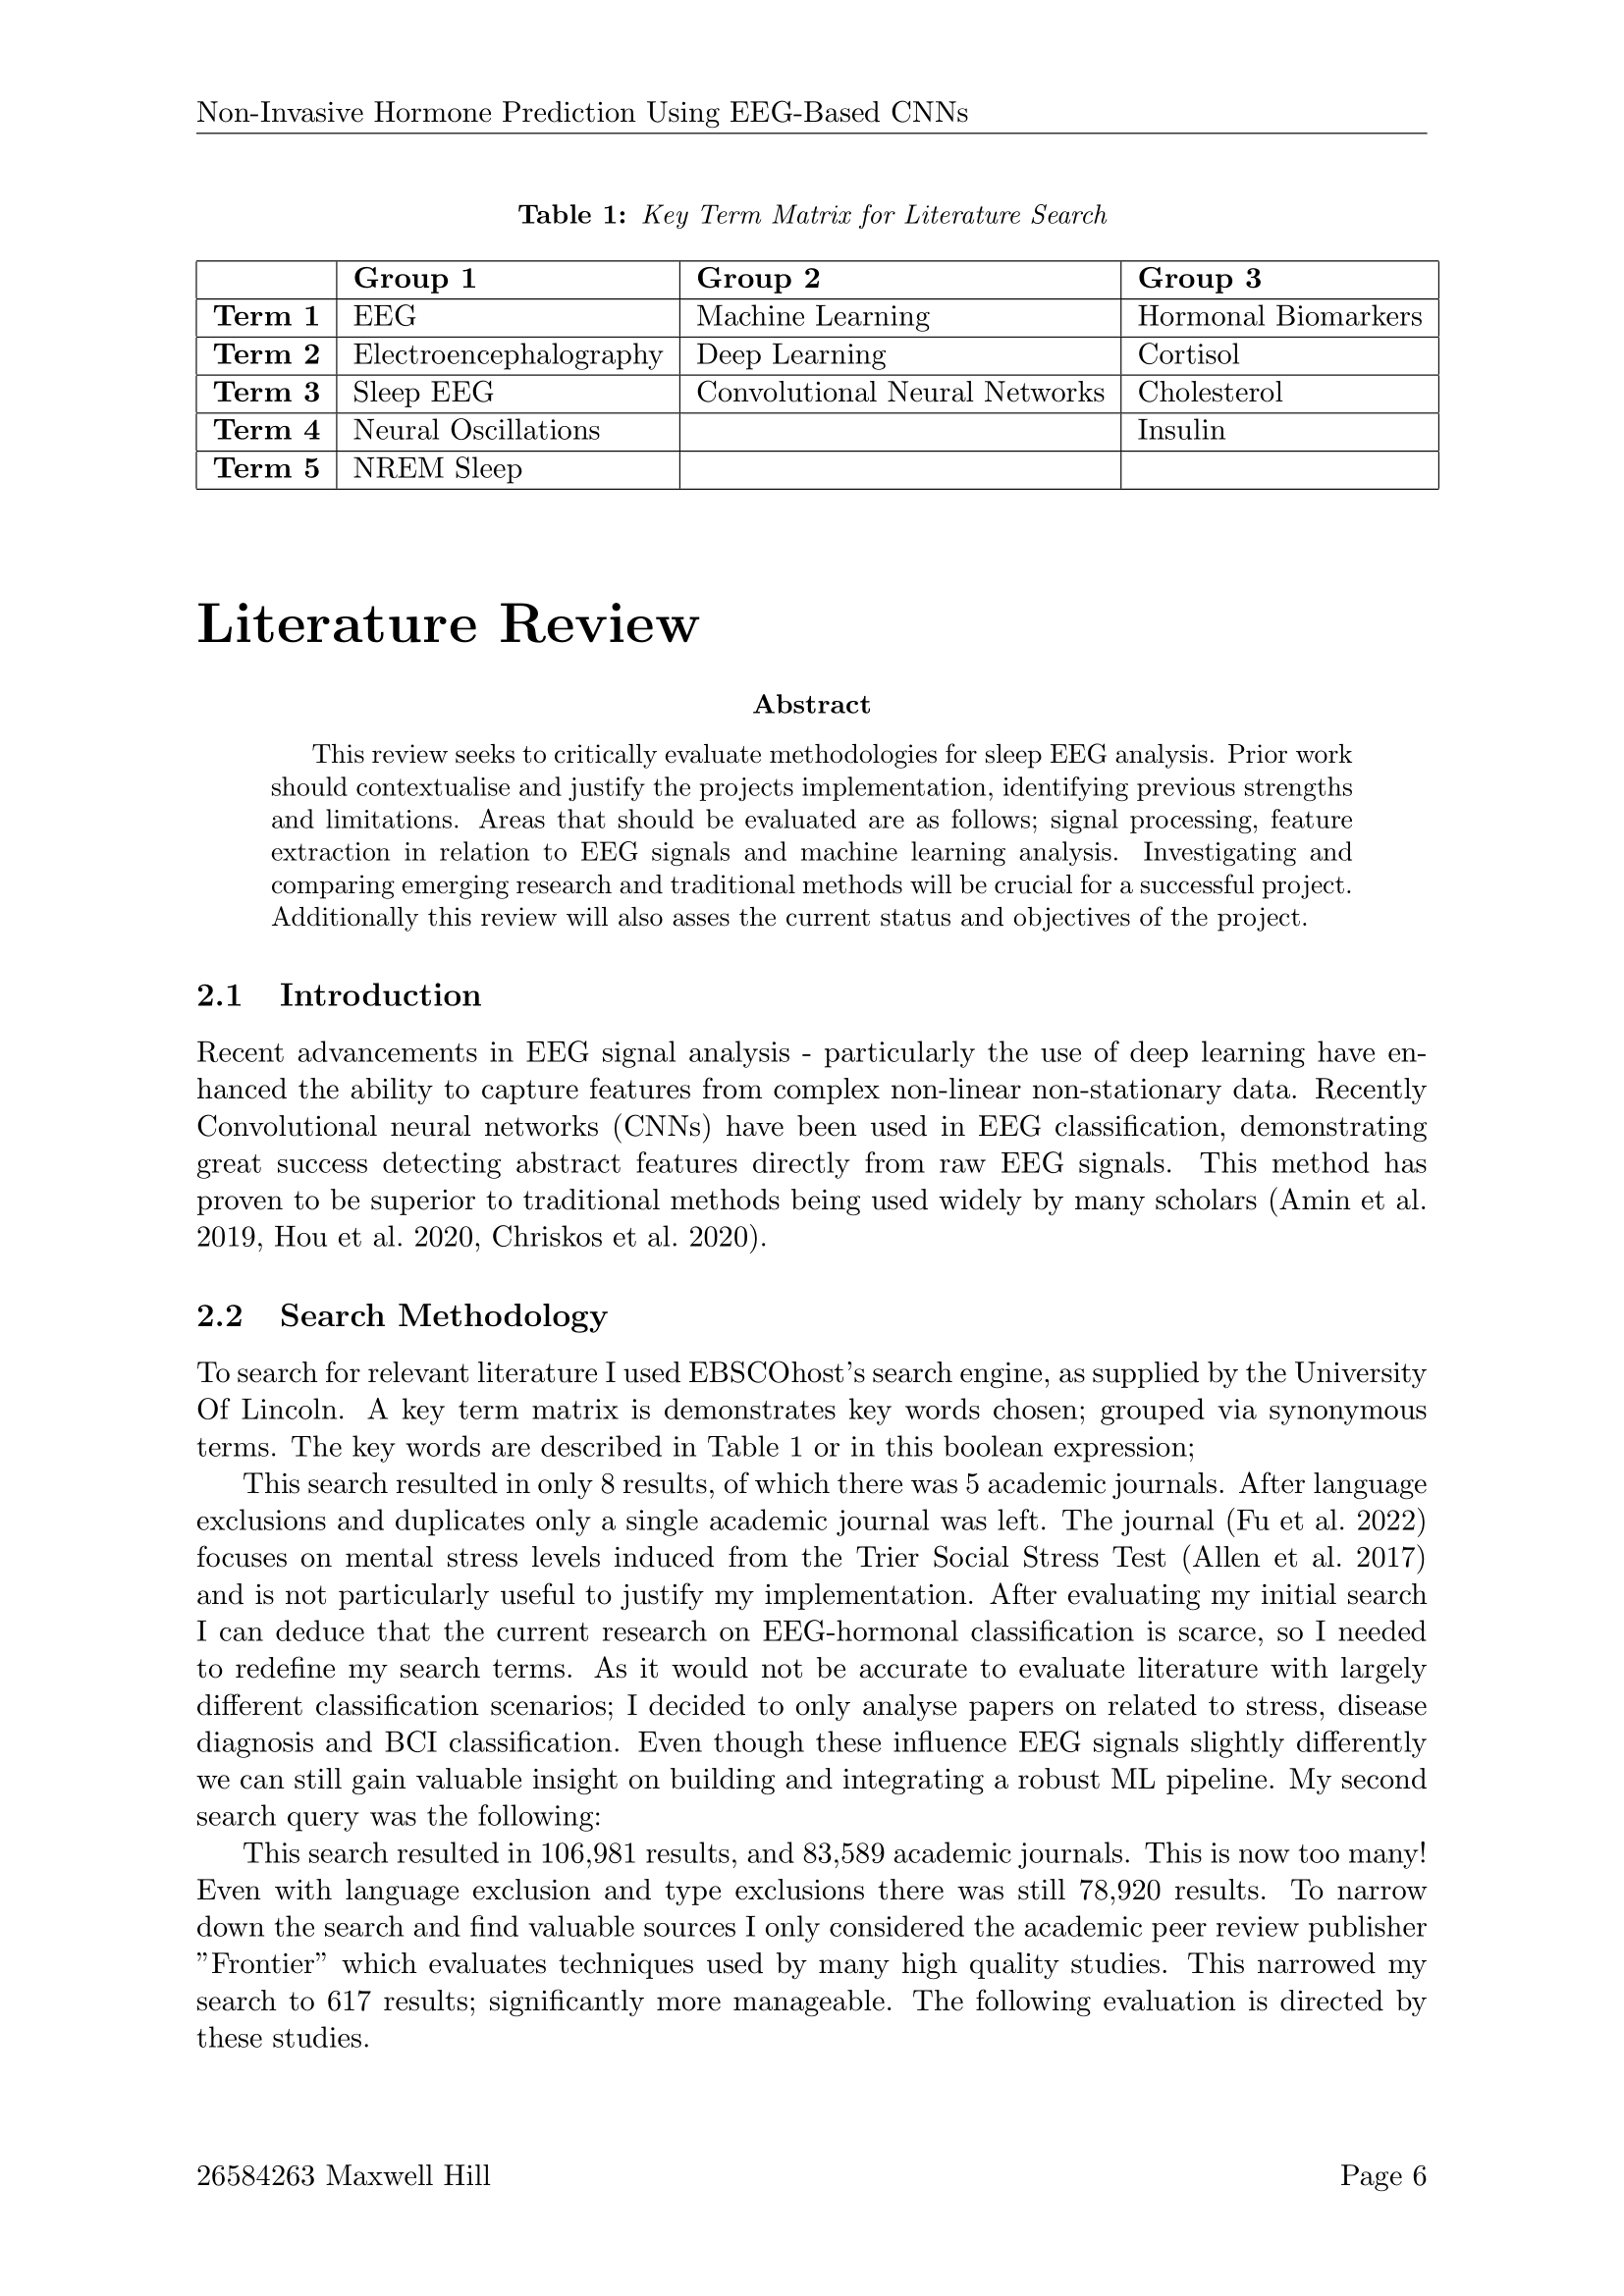 Non-Invasive Hormone Prediction Using EEG-Based CNNs
Table 1: Key Term Matrix for Literature Search
Group 1 Group 2 Group 3
Term 1 EEG Machine Learning Hormonal Biomarkers
Term 2 Electroencephalography Deep Learning Cortisol
Term 3 Sleep EEG Convolutional Neural Networks Cholesterol
Term 4 Neural Oscillations Insulin
Term 5 NREM Sleep
Literature Review
Abstract
This review seeks to critically evaluate methodologies for sleep EEG analysis. Prior work
should contextualise and justify the projects implementation, identifying previous strengths
and limitations. Areas that should be evaluated are as follows; signal processing, feature
extraction in relation to EEG signals and machine learning analysis. Investigating and
comparing emerging research and traditional methods will be crucial for a successful project.
Additionally this review will also asses the current status and objectives of the project.
2.1 Introduction
Recent advancements in EEG signal analysis - particularly the use of deep learning have en-
hanced the ability to capture features from complex non-linear non-stationary data. Recently
Convolutional neural networks (CNNs) have been used in EEG classification, demonstrating
great success detecting abstract features directly from raw EEG signals. This method has
proven to be superior to traditional methods being used widely by many scholars (Amin et al.
2019, Hou et al. 2020, Chriskos et al. 2020).
2.2 Search Methodology
To search for relevant literature I used EBSCOhost's search engine, as supplied by the University
Of Lincoln. A key term matrix is demonstrates key words chosen; grouped via synonymous
terms. The key words are described in Table 1 or in this boolean expression;
This search resulted in only 8 results, of which there was 5 academic journals. After language
exclusions and duplicates only a single academic journal was left. The journal (Fu et al. 2022)
focuses on mental stress levels induced from the Trier Social Stress Test (Allen et al. 2017)
and is not particularly useful to justify my implementation. After evaluating my initial search
I can deduce that the current research on EEG-hormonal classification is scarce, so I needed
to redefine my search terms. As it would not be accurate to evaluate literature with largely
different classification scenarios; I decided to only analyse papers on related to stress, disease
diagnosis and BCI classification. Even though these influence EEG signals slightly differently
we can still gain valuable insight on building and integrating a robust ML pipeline. My second
search query was the following:
This search resulted in 106,981 results, and 83,589 academic journals. This is now too many!
Even with language exclusion and type exclusions there was still 78,920 results. To narrow
down the search and find valuable sources I only considered the academic peer review publisher
”Frontier” which evaluates techniques used by many high quality studies. This narrowed my
search to 617 results; significantly more manageable. The following evaluation is directed by
these studies.
26584263 Maxwell Hill Page 6